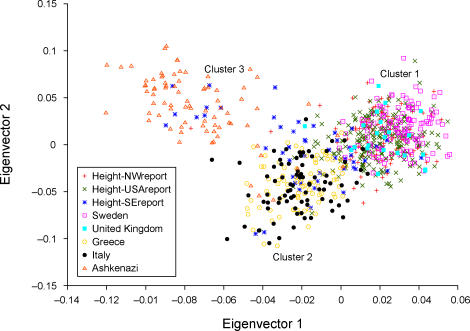 0.15
0.1
0.05
0
−0.05
−0.1
−0.15
Eigenvector 2
Cluster 3
Cluster 1
Cluster 2
Height-NWreport
Height-USAreport
Height-SEreport
Sweden
United Kingdom
Greece
Italy
Ashkenazi
−0.14 −0.12 −0.10 −0.08 −0.06 −0.04 −0.02 0 0.02 0.04 0.06
Eigenvector 1